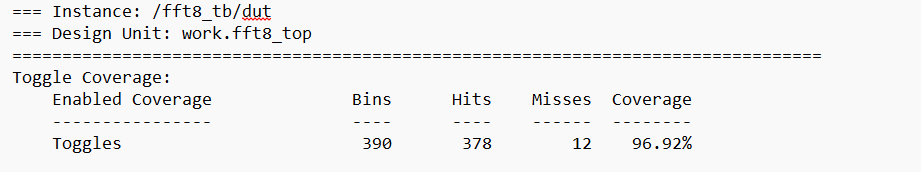 === Instance: /fft8_tb/dut
=== Design Unit: work.fft8_top
=================================================================================
Toggle Coverage:
    Enabled Coverage              Bins      Hits    Misses  Coverage
    ----------------              ----      ----    ------  --------
    Toggles                        390       378        12    96.92%